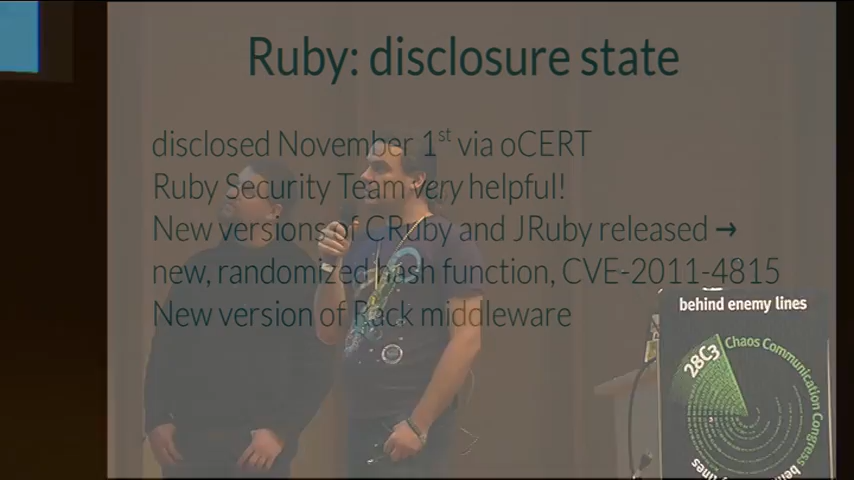 Ruby: disclosure state
disclosed November 1st via oCERT
Ruby Security Team very helpful!
New versions of CRuby and JRuby released →
new, randomized hash function, CVE-2011-4815
New version of Rack middleware
behind enemy lines
28C3 Chaos Communication Congress